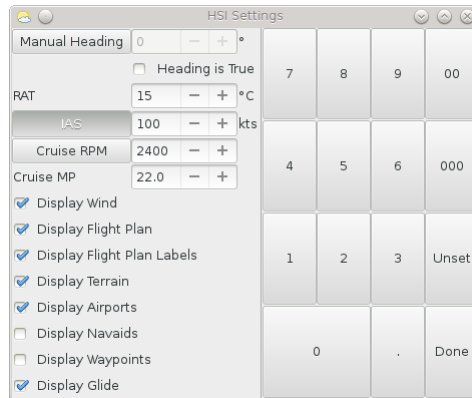 HSI Settings
Manual Heading 0 − + °
Heading is True
RAT 15 − + °C
IAS 100 − + kts
Cruise RPM 2400 − +
Cruise MP 22.0 − +
Display Wind
Display Flight Plan
Display Flight Plan Labels
Display Terrain
Display Airports
Display Navaids
Display Waypoints
Display Glide
7 8 9 00
4 5 6 000
1 2 3 Unset
0 . Done